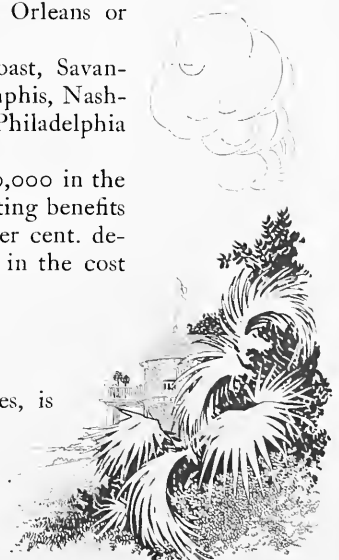 Orleans or
oast, Savan-
phis, Nash-
Philadelphia
,000 in the
ting benefits
er cent. de-
in the cost
es, is